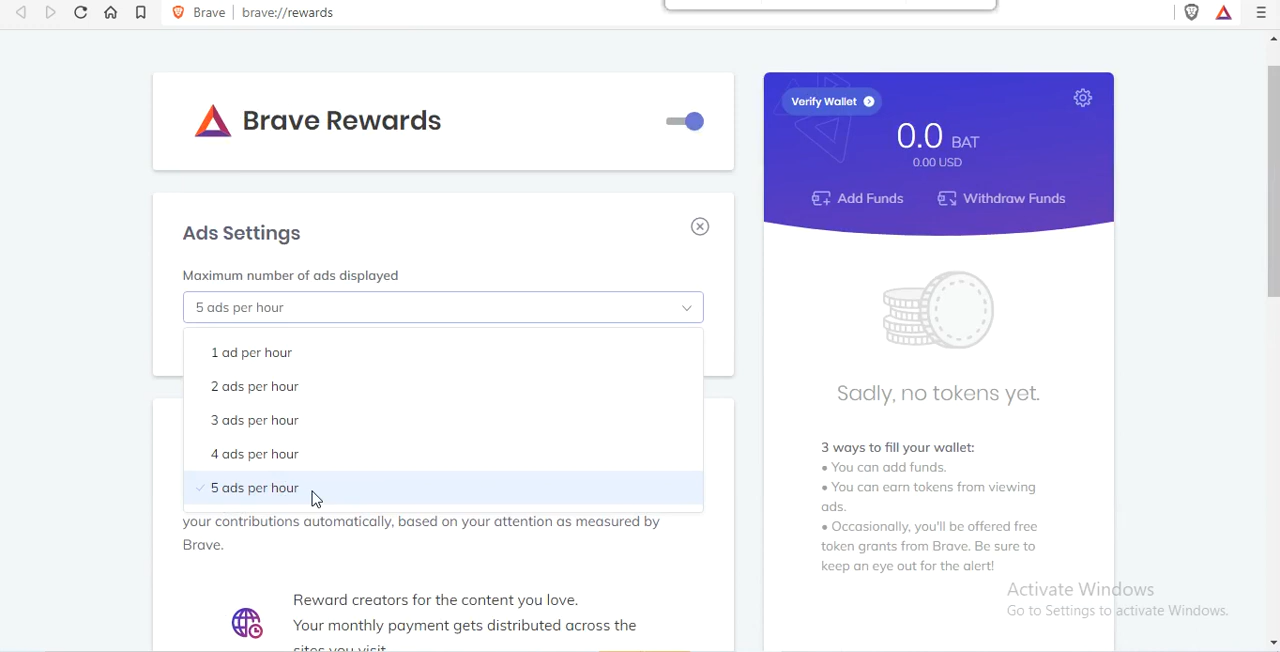 Brave brave://rewards
Brave Rewards
Ads Settings
Maximum number of ads displayed
5 ads per hour
1 ad per hour
2 ads per hour
3 ads per hour
4 ads per hour
5 ads per hour
your contributions automatically, based on your attention as measured by
Brave.
Reward creators for the content you love.
Your monthly payment gets distributed across the
sites you visit.
Verify Wallet
0.0 BAT
0.00 USD
Add Funds Withdraw Funds
Sadly, no tokens yet.
3 ways to fill your wallet:
• You can add funds.
• You can earn tokens from viewing
ads.
• Occasionally, you'll be offered free
token grants from Brave. Be sure to
keep an eye out for the alert!
Activate Windows
Go to Settings to activate Windows.